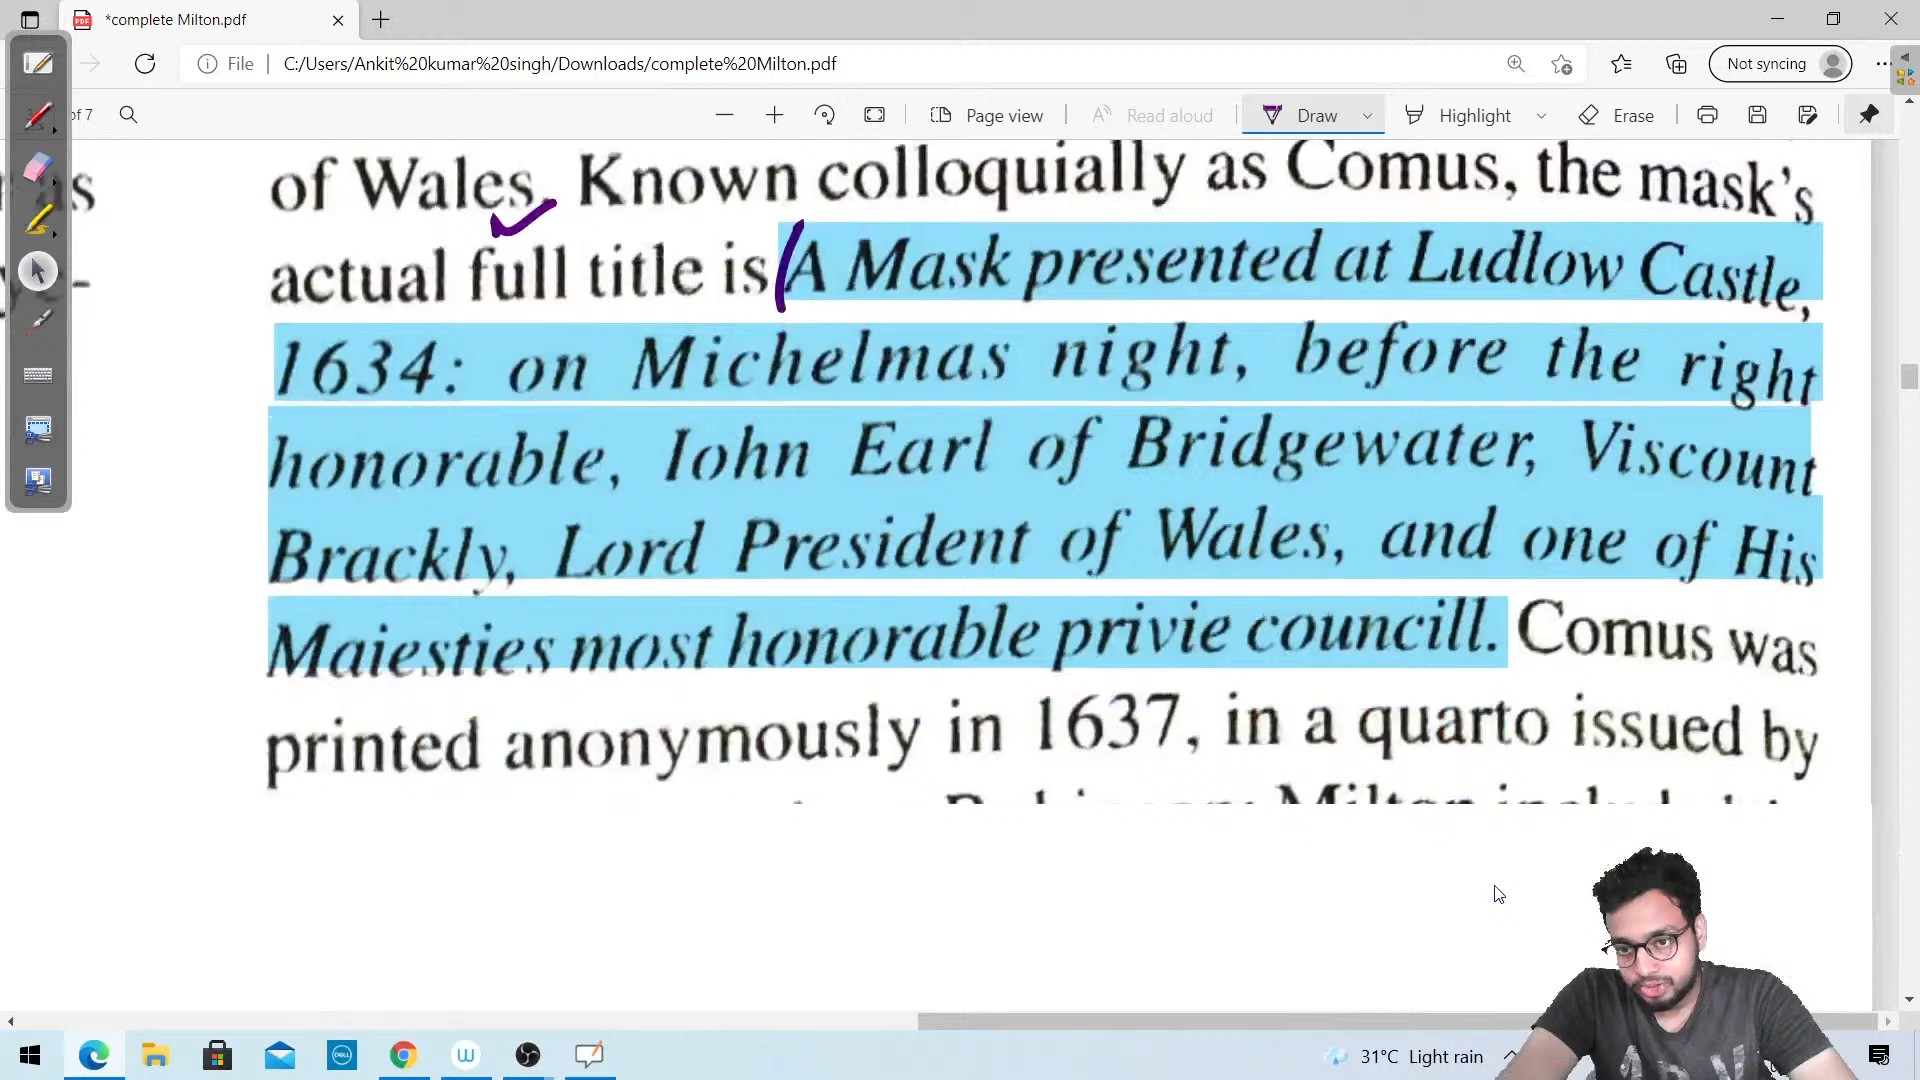 *complete Milton.pdf
File C:/Users/Ankit%20kumar%20singh/Downloads/complete%20Milton.pdf Not syncing
of 7 Page view Read aloud Draw Highlight Erase
as
of Wales. Known colloquially as Comus, the mask's
actual full title is A Mask presented at Ludlow Castle,
1634: on Michelmas night, before the right
honorable, Iohn Earl of Bridgewater, Viscount
Brackly, Lord President of Wales, and one of His
Maiesties most honorable privie councill. Comus was
printed anonymously in 1637, in a quarto issued by
DELL
31°C Light rain